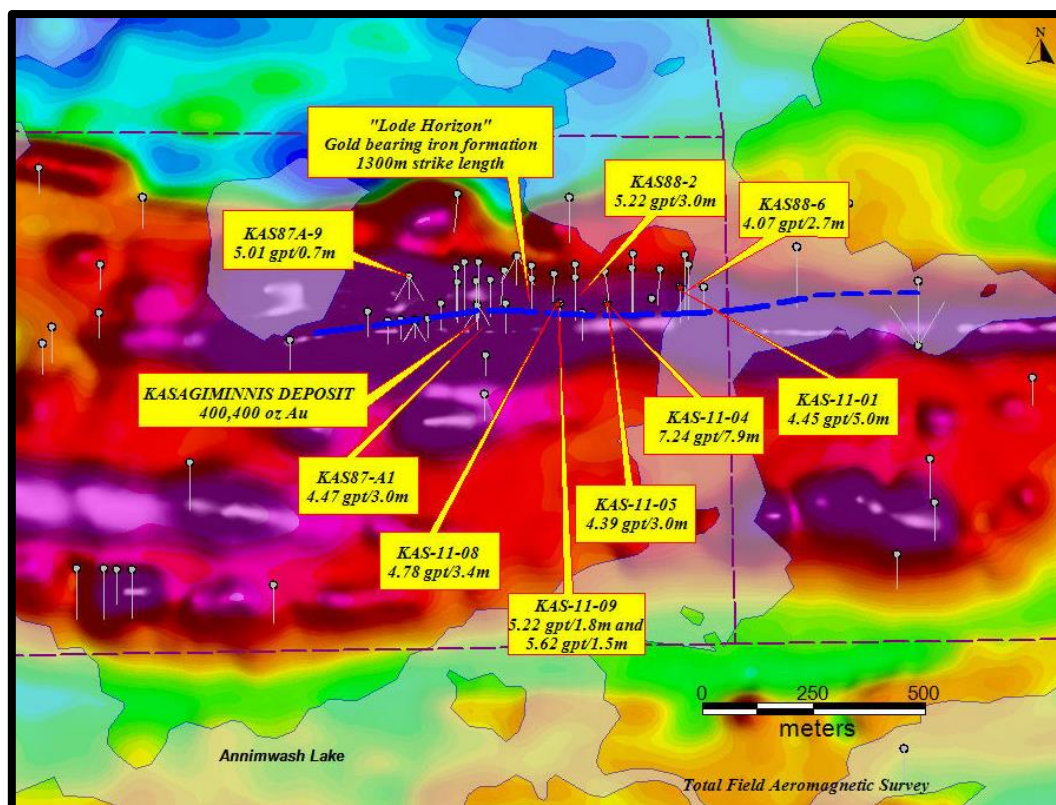 N
"Lode Horizon"
Gold bearing iron formation
1300m strike length
KAS88-2
5.22 gpt/3.0m
KAS88-6
4.07 gpt/2.7m
KAS87A-9
5.01 gpt/0.7m
KASAGIMINNIS DEPOSIT
400,400 oz Au
KAS-11-01
4.45 gpt/5.0m
KAS-11-04
7.24 gpt/7.9m
KAS87-A1
4.47 gpt/3.0m
KAS-11-05
4.39 gpt/3.0m
KAS-11-08
4.78 gpt/3.4m
KAS-11-09
5.22 gpt/1.8m and
5.62 gpt/1.5m
0 250 500
meters
Annimwash Lake
Total Field Aeromagnetic Survey